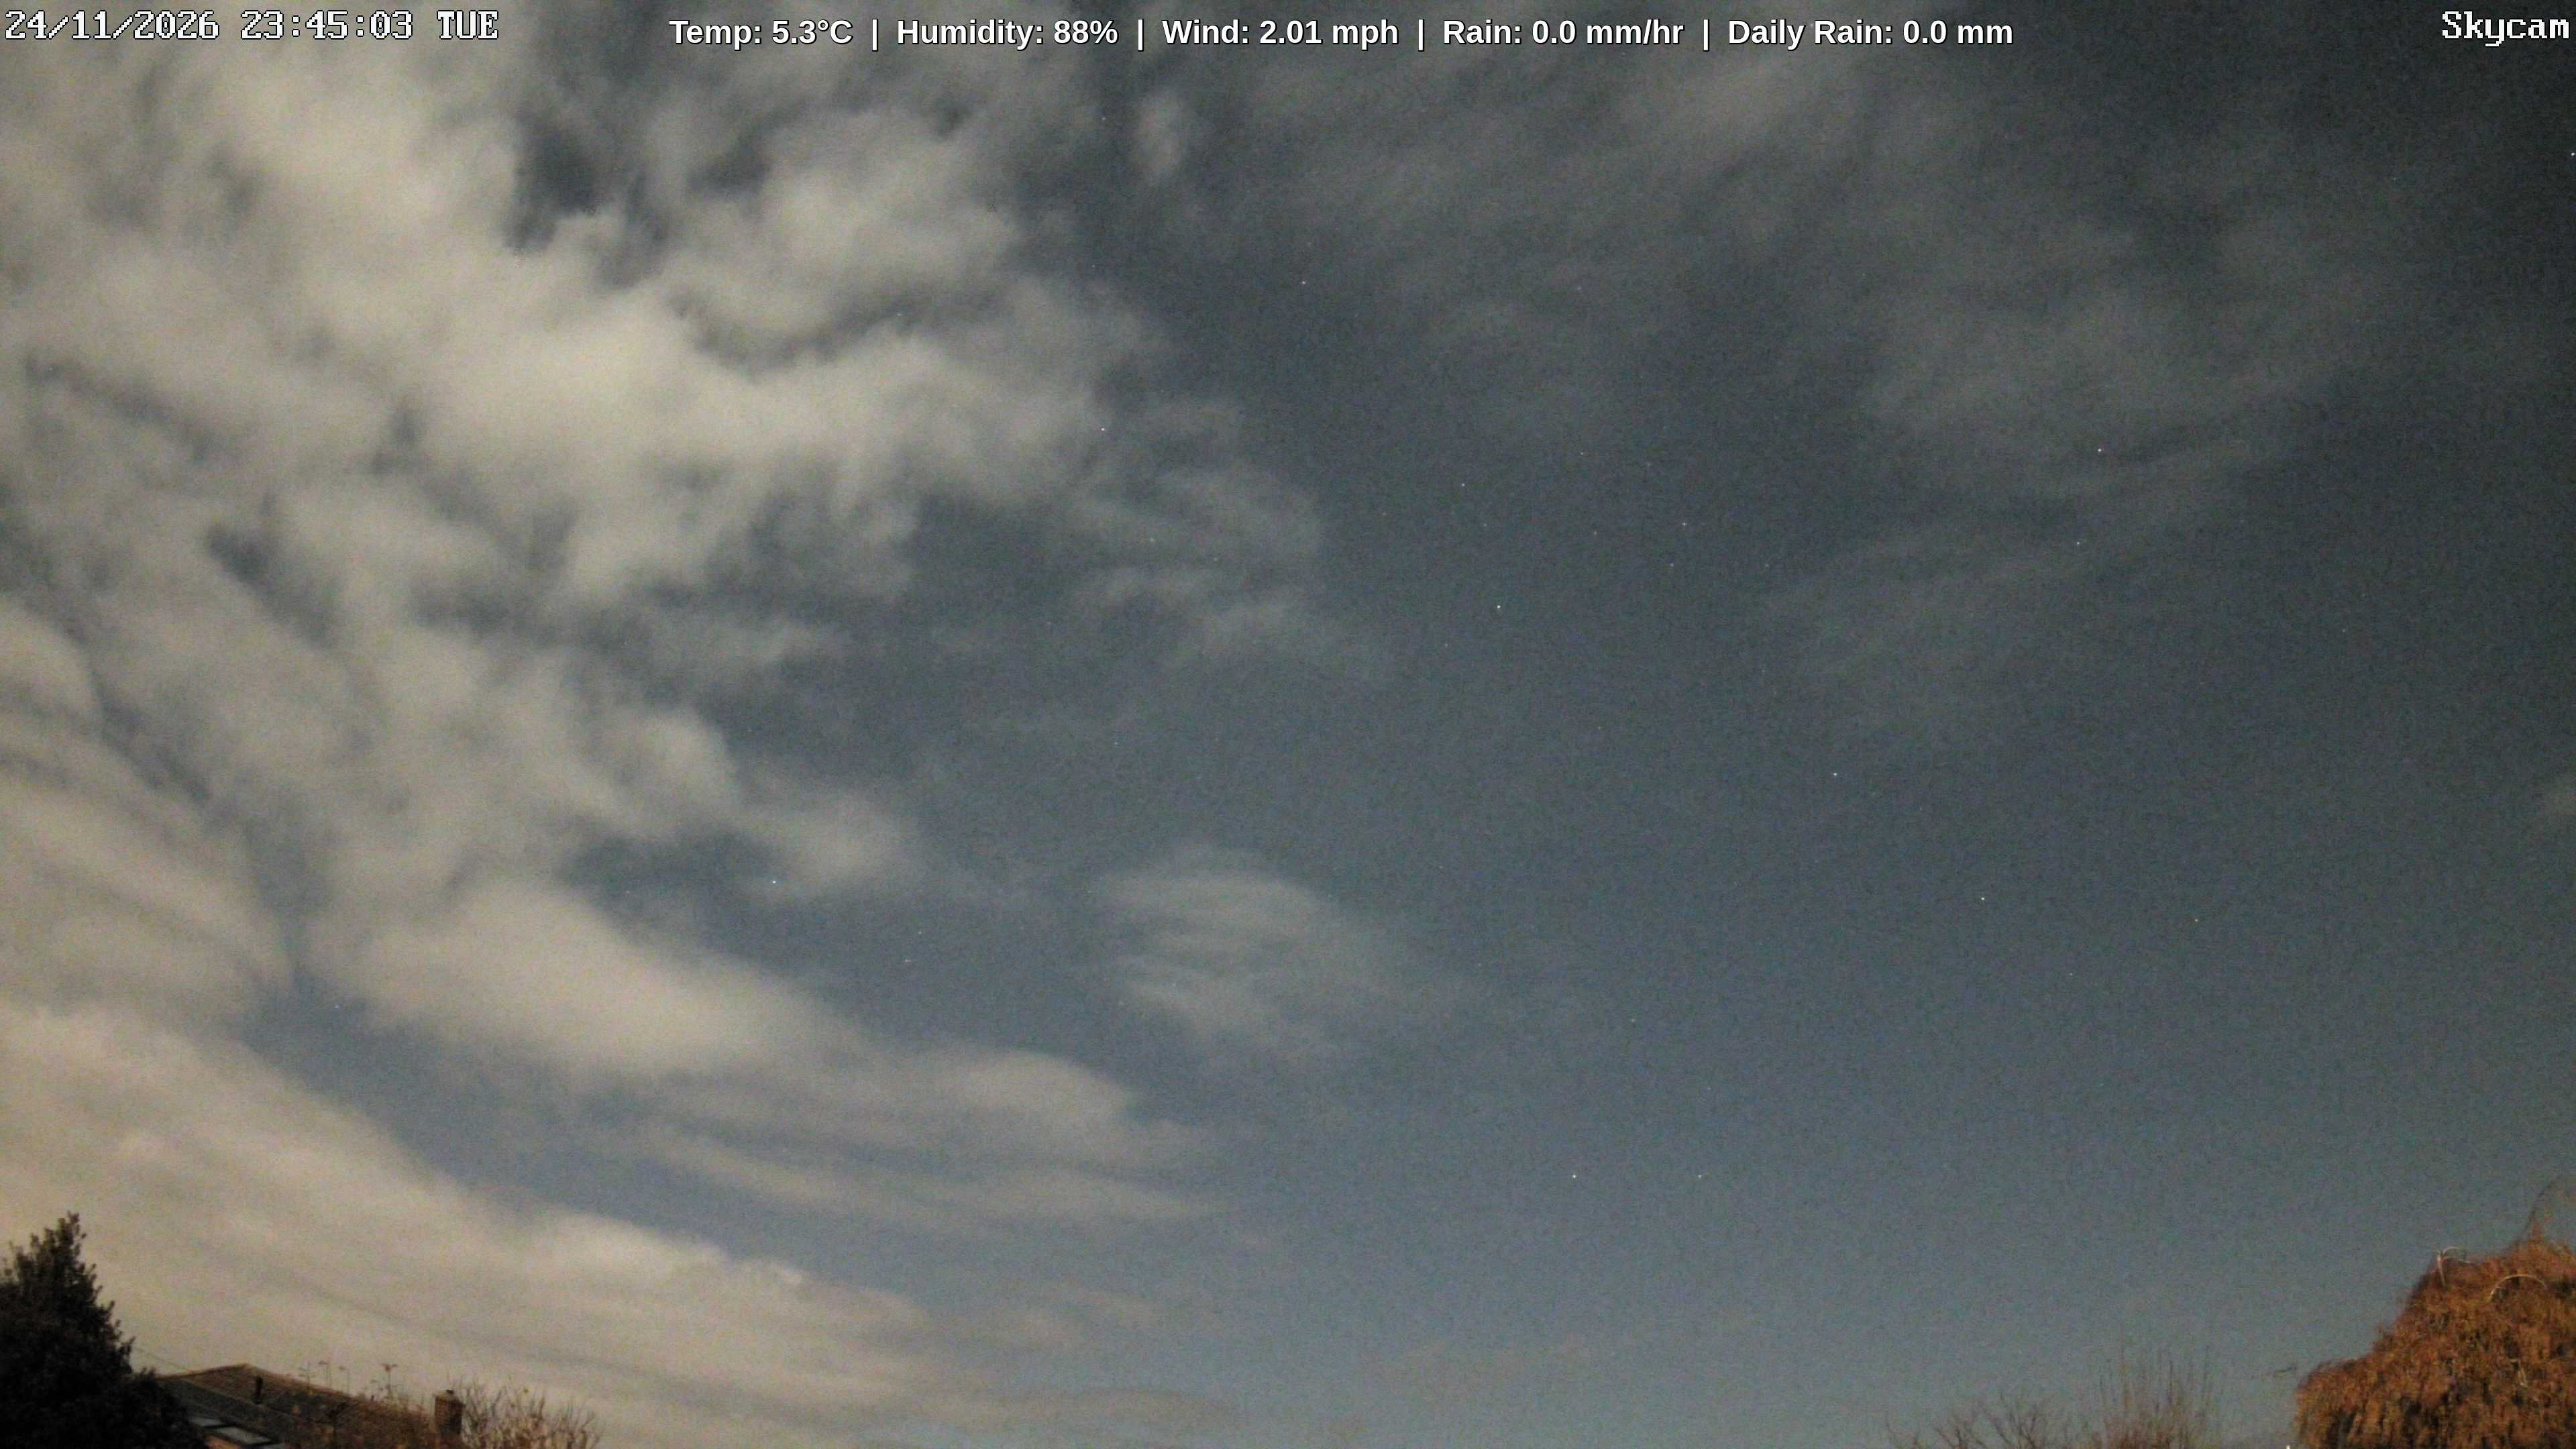 24/11/2026 23:45:03 TUE
Temp: 5.3°C | Humidity: 88% | Wind: 2.01 mph | Rain: 0.0 mm/hr | Daily Rain: 0.0 mm
Skycam